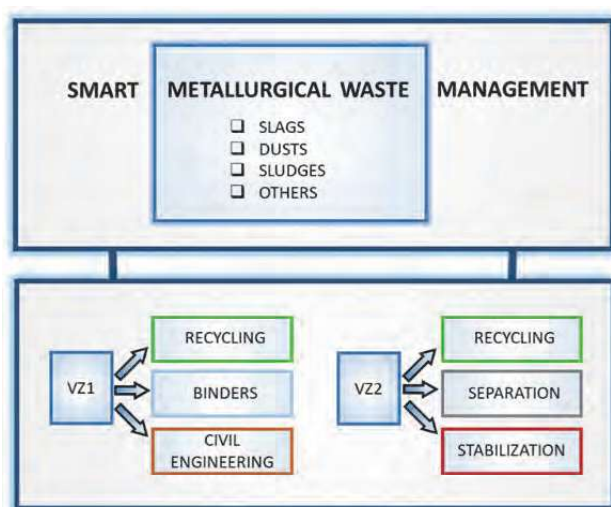 SMART METALLURGICAL WASTE MANAGEMENT
❑ SLAGS
❑ DUSTS
❑ SLUDGES
❑ OTHERS
VZ1
RECYCLING
BINDERS
CIVIL
ENGINEERING
VZ2
RECYCLING
SEPARATION
STABILIZATION